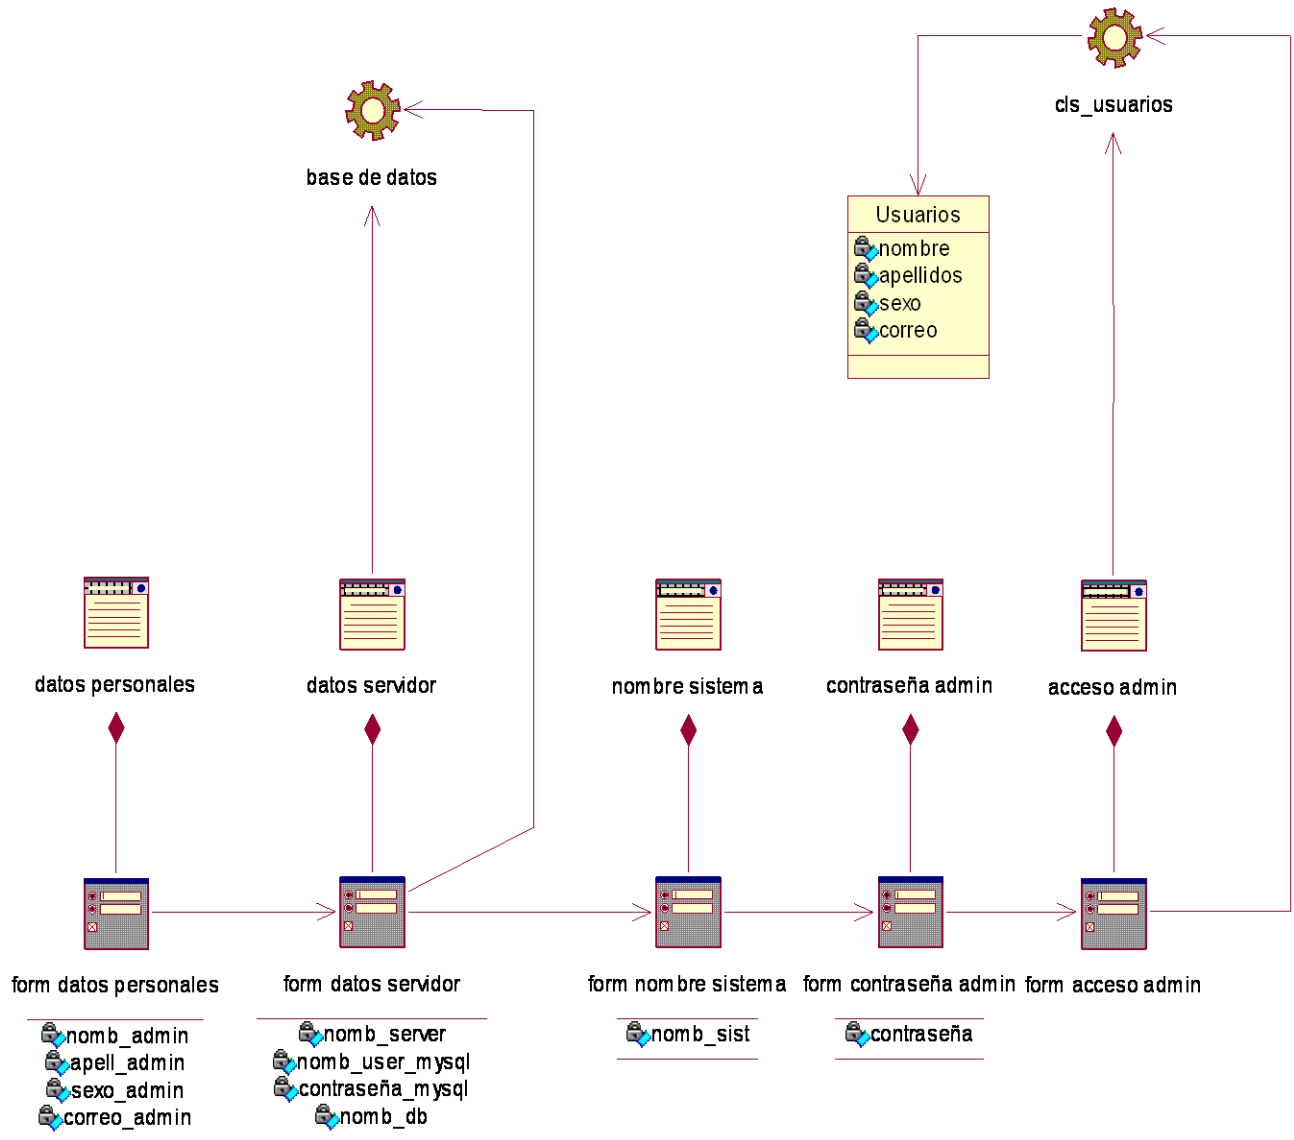 cls_usuarios
base de datos
Usuarios
nombre
apellidos
sexo
correo
datos personales
datos servidor
nombre sistema
contraseña admin
acceso admin
form datos personales
form datos servidor
form nombre sistema
form contraseña admin
form acceso admin
nomb_admin
apell_admin
sexo_admin
correo_admin
nomb_server
nomb_user_mysql
contraseña_mysql
nomb_db
nomb_sist
contraseña